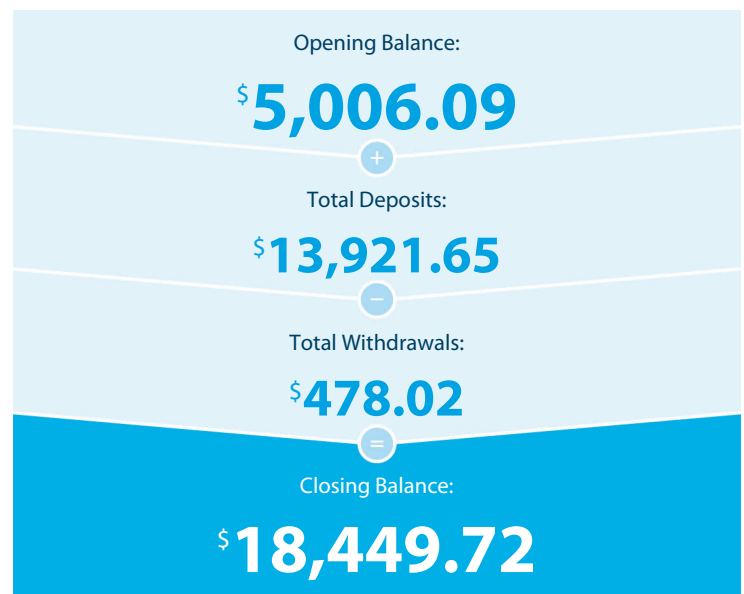 Opening Balance:
$5,006.09
+
Total Deposits:
$13,921.65
−
Total Withdrawals:
$478.02
=
Closing Balance:
$18,449.72